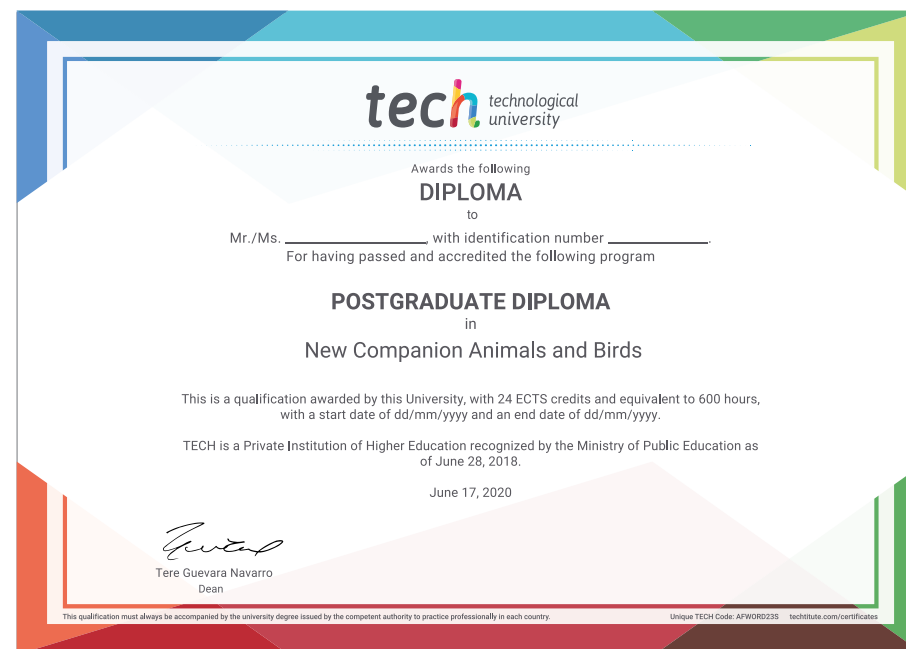 tech technological
university
Awards the following
DIPLOMA
to
Mr./Ms. ____________________, with identification number ______________.
For having passed and accredited the following program
POSTGRADUATE DIPLOMA
in
New Companion Animals and Birds
This is a qualification awarded by this University, with 24 ECTS credits and equivalent to 600 hours,
with a start date of dd/mm/yyyy and an end date of dd/mm/yyyy.
TECH is a Private Institution of Higher Education recognized by the Ministry of Public Education as
of June 28, 2018.
June 17, 2020
Tere Guevara Navarro
Dean
This qualification must always be accompanied by the university degree issued by the competent authority to practice professionally in each country.
Unique TECH Code: AFWORD23S techtitute.com/certificates